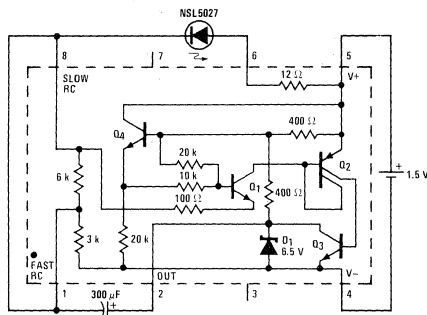 NSL5027
8
7
6
5
SLOW RC
12 Ω
V+
Q4
400 Ω
Q2
20 k
6 k
10 k
Q1
400 Ω
100 Ω
+
1.5 V
3 k
20 k
D1
6.5 V
Q3
FAST RC
OUT
V−
1
300 μF
+
2
3
4